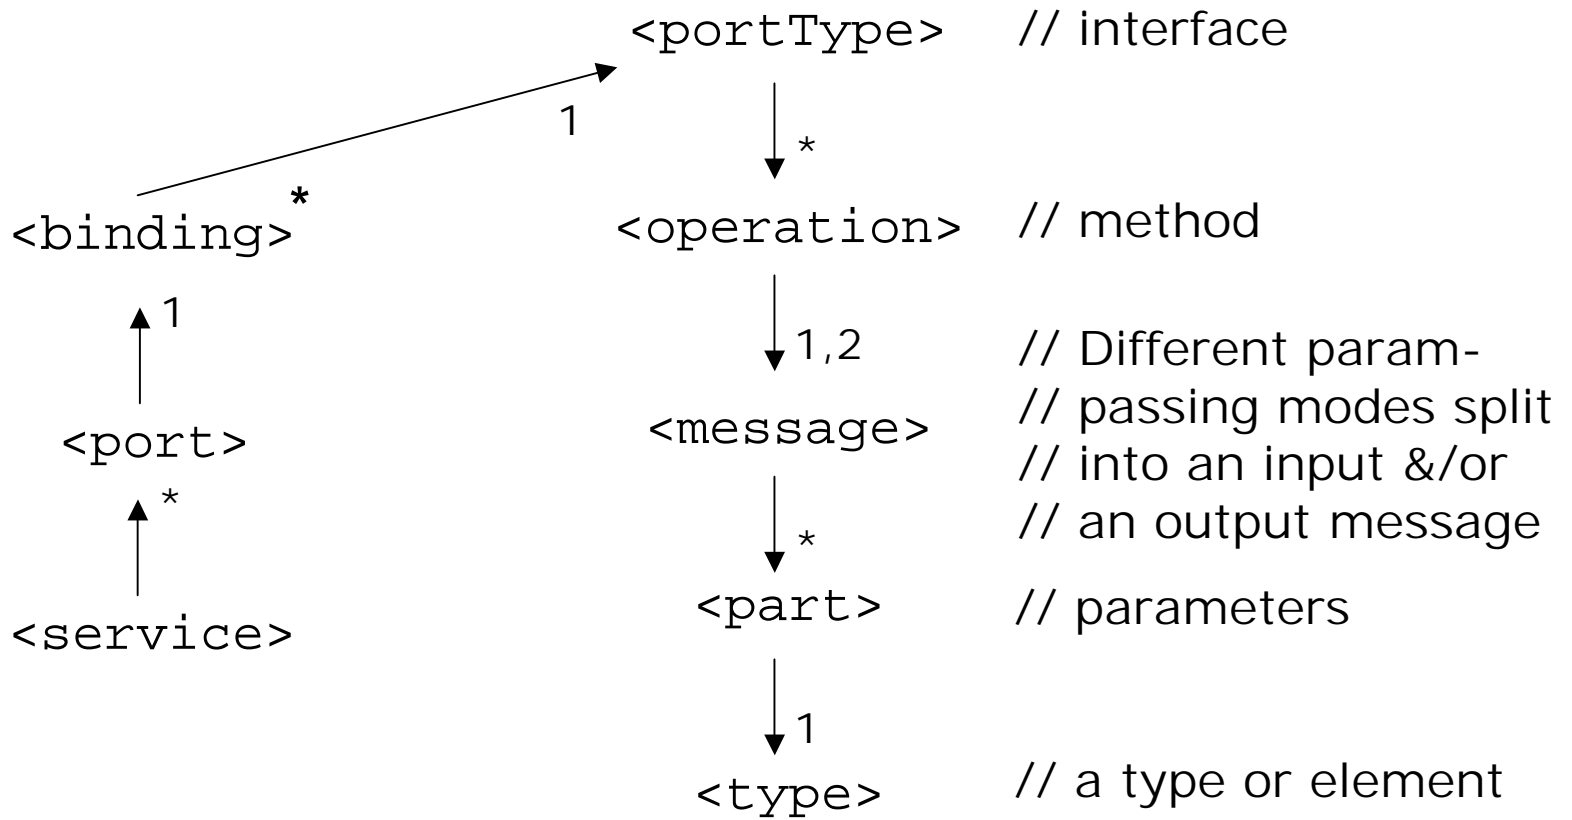 <portType> // interface
1
*
<binding>*
<operation> // method
1
1,2
// Different param-
// passing modes split
<message>
<port>
// into an input &/or
*
// an output message
*
<part> // parameters
<service>
1
<type> // a type or element